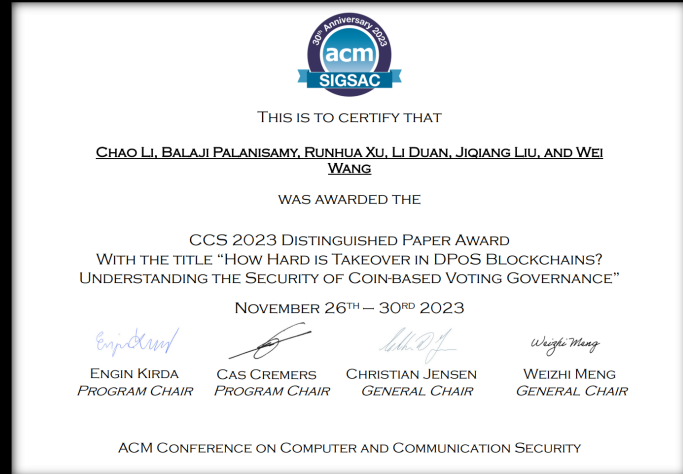 30th Anniversary 2023
acm
SIGSAC
THIS IS TO CERTIFY THAT
CHAO LI, BALAJI PALANISAMY, RUNHUA XU, LI DUAN, JIQIANG LIU, AND WEI
WANG
WAS AWARDED THE
CCS 2023 DISTINGUISHED PAPER AWARD
WITH THE TITLE “HOW HARD IS TAKEOVER IN DPOS BLOCKCHAINS?
UNDERSTANDING THE SECURITY OF COIN-BASED VOTING GOVERNANCE”
NOVEMBER 26TH – 30RD 2023
Weizhi Meng
ENGIN KIRDA CAS CREMERS CHRISTIAN JENSEN WEIZHI MENG
PROGRAM CHAIR PROGRAM CHAIR GENERAL CHAIR GENERAL CHAIR
ACM CONFERENCE ON COMPUTER AND COMMUNICATION SECURITY